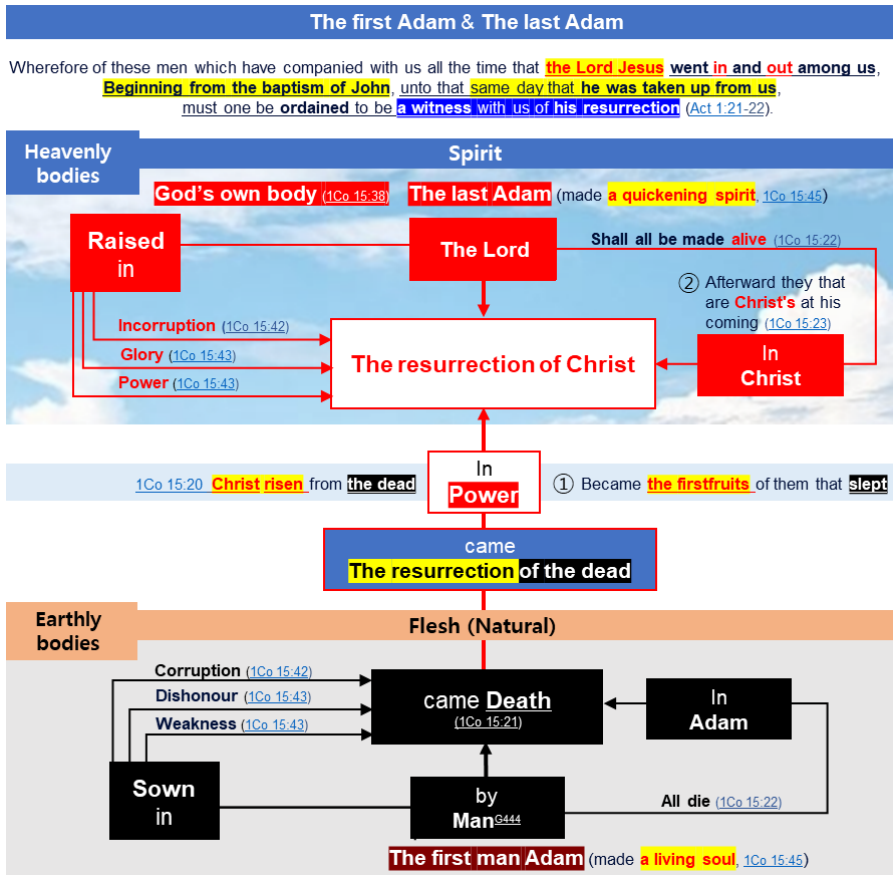 The first Adam & The last Adam
Wherefore of these men which have companied with us all the time that the Lord Jesus went in and out among us,
Beginning from the baptism of John, unto that same day that he was taken up from us,
must one be ordained to be a witness with us of his resurrection (Act 1:21-22).
Heavenly
bodies
Spirit
God's own body (1Co 15:38) The last Adam (made a quickening spirit, 1Co 15:45)
Raised
in
The Lord
Shall all be made alive (1Co 15:22)
② Afterward they that
are Christ's at his
coming (1Co 15:23)
Incorruption (1Co 15:42)
Glory (1Co 15:43)
Power (1Co 15:43)
The resurrection of Christ
In
Christ
1Co 15:20 Christ risen from the dead
In
Power
① Became the firstfruits of them that slept
came
The resurrection of the dead
Earthly
bodies
Flesh (Natural)
Corruption (1Co 15:42)
Dishonour (1Co 15:43)
Weakness (1Co 15:43)
came Death
(1Co 15:21)
In
Adam
Sown
in
by
Man G444
All die (1Co 15:22)
The first man Adam (made a living soul, 1Co 15:45)